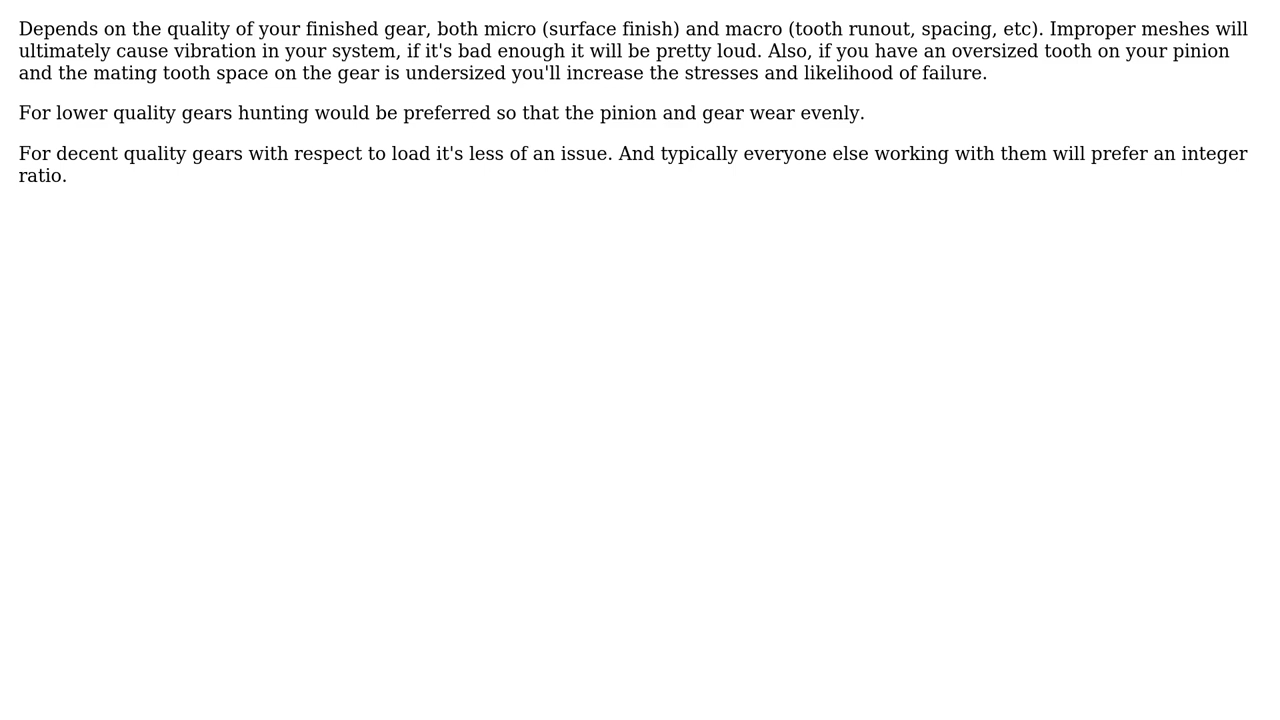 Depends on the quality of your finished gear, both micro (surface finish) and macro (tooth runout, spacing, etc). Improper meshes will
ultimately cause vibration in your system, if it's bad enough it will be pretty loud. Also, if you have an oversized tooth on your pinion
and the mating tooth space on the gear is undersized you'll increase the stresses and likelihood of failure.
For lower quality gears hunting would be preferred so that the pinion and gear wear evenly.
For decent quality gears with respect to load it's less of an issue. And typically everyone else working with them will prefer an integer
ratio.